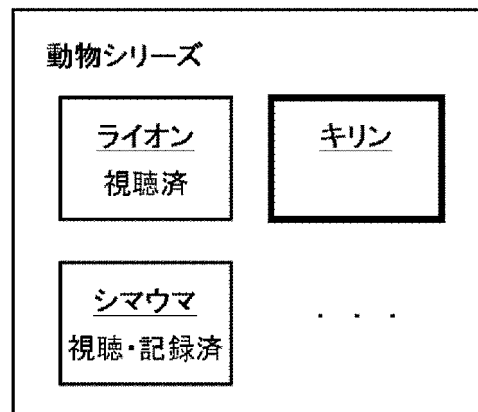 動物シリーズ
ライオン
視聴済
キリン
シマウマ
視聴・記録済
・・・